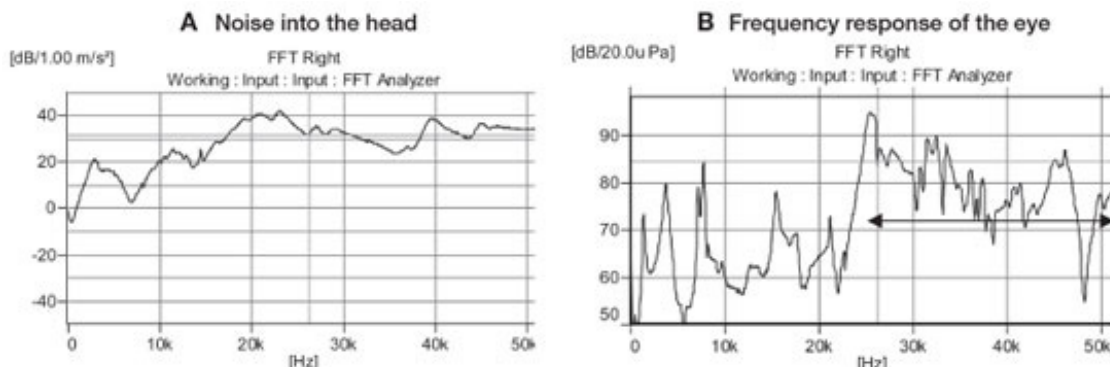 A Noise into the head
[dB/1.00 m/s²]
FFT Right
Working : Input : Input : FFT Analyzer
40
20
0
-20
-40
0 10k 20k 30k 40k 50k
[Hz]
B Frequency response of the eye
[dB/20.0u Pa]
FFT Right
Working : Input : Input : FFT Analyzer
90
80
70
60
50
0 10k 20k 30k 40k 50k
[Hz]